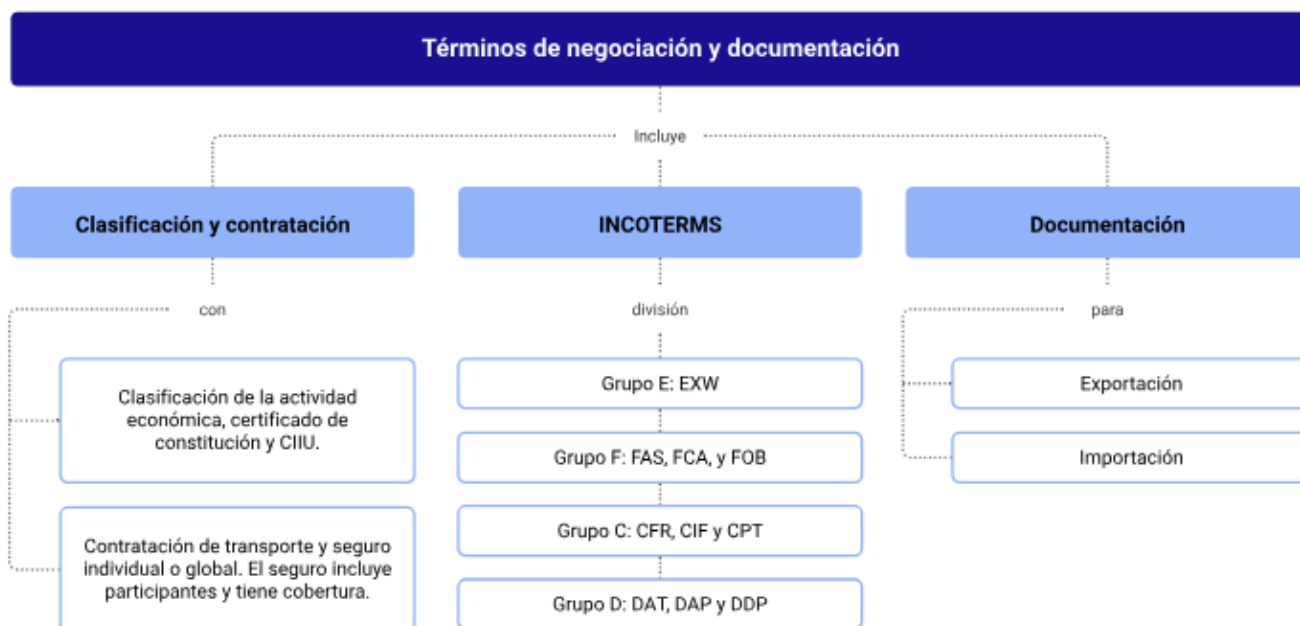 Términos de negociación y documentación
Incluye
Clasificación y contratación
INCOTERMS
Documentación
con
división
para
Clasificación de la actividad
económica, certificado de
constitución y CIIU.
Contratación de transporte y seguro
individual o global. El seguro incluye
participantes y tiene cobertura.
Grupo E: EXW
Grupo F: FAS, FCA, y FOB
Grupo C: CFR, CIF y CPT
Grupo D: DAT, DAP y DDP
Exportación
Importación